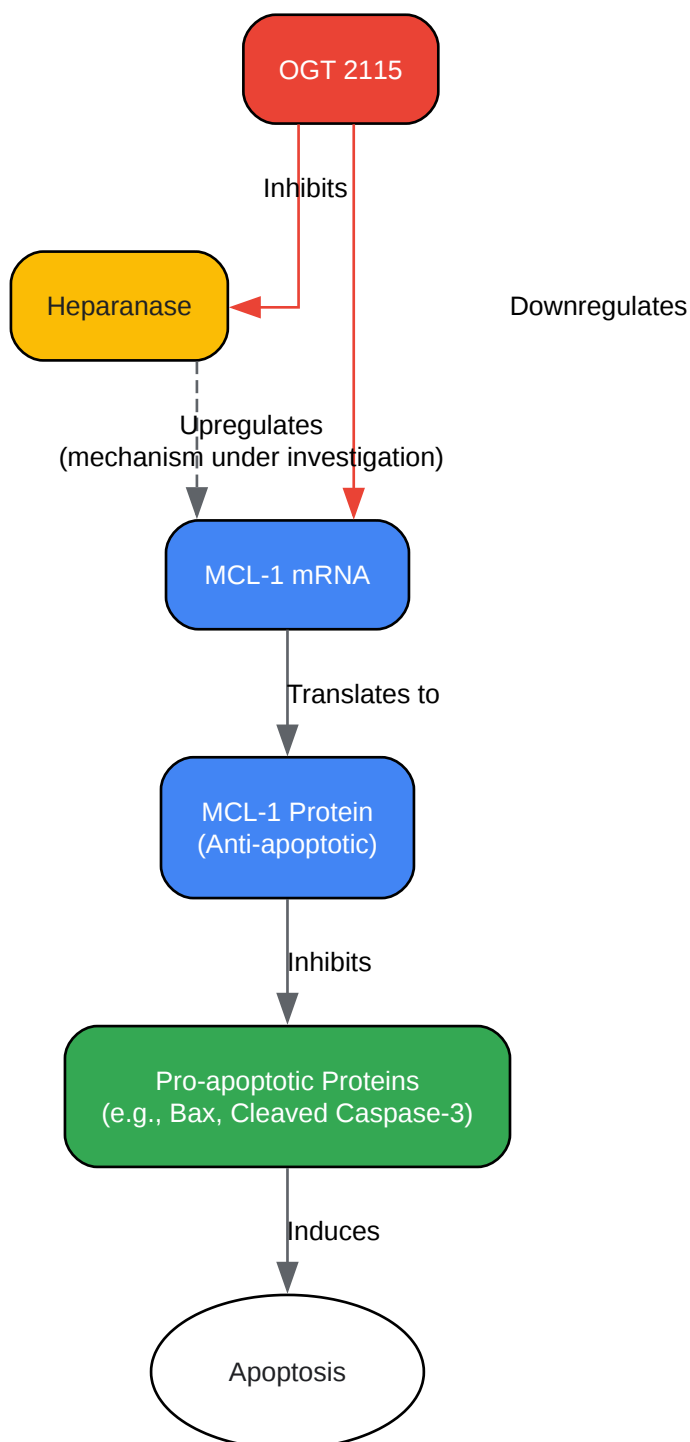 OGT 2115
Inhibits
Heparanase
Downregulates
Upregulates
(mechanism under investigation)
MCL-1 mRNA
Translates to
MCL-1 Protein
(Anti-apoptotic)
Inhibits
Pro-apoptotic Proteins
(e.g., Bax, Cleaved Caspase-3)
Induces
Apoptosis